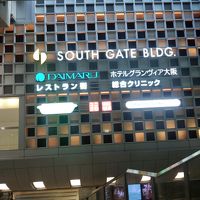 SOUTH GATE BLDG.
DAIMARU ホテルグランヴィア大阪
レストラン街 総合クリニック